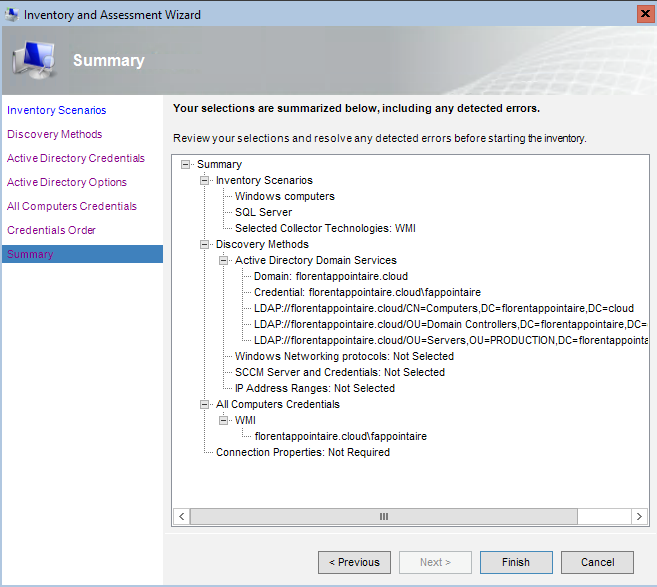 Inventory and Assessment Wizard
Summary
Inventory Scenarios
Discovery Methods
Active Directory Credentials
Active Directory Options
All Computers Credentials
Credentials Order
Summary
Your selections are summarized below, including any detected errors.
Review your selections and resolve any detected errors before starting the inventory.
Summary
Inventory Scenarios
Windows computers
SQL Server
Selected Collector Technologies: WMI
Discovery Methods
Active Directory Domain Services
Domain: florentappointaire.cloud
Credential: florentappointaire.cloud\fappointaire
LDAP://florentappointaire.cloud/CN=Computers,DC=florentappointaire,DC=cloud
LDAP://florentappointaire.cloud/OU=Domain Controllers,DC=florentappointaire,DC=
LDAP://florentappointaire.cloud/OU=Servers,OU=PRODUCTION,DC=florentappointa
Windows Networking protocols: Not Selected
SCCM Server and Credentials: Not Selected
IP Address Ranges: Not Selected
All Computers Credentials
WMI
florentappointaire.cloud\fappointaire
Connection Properties: Not Required
< Previous
Next >
Finish
Cancel